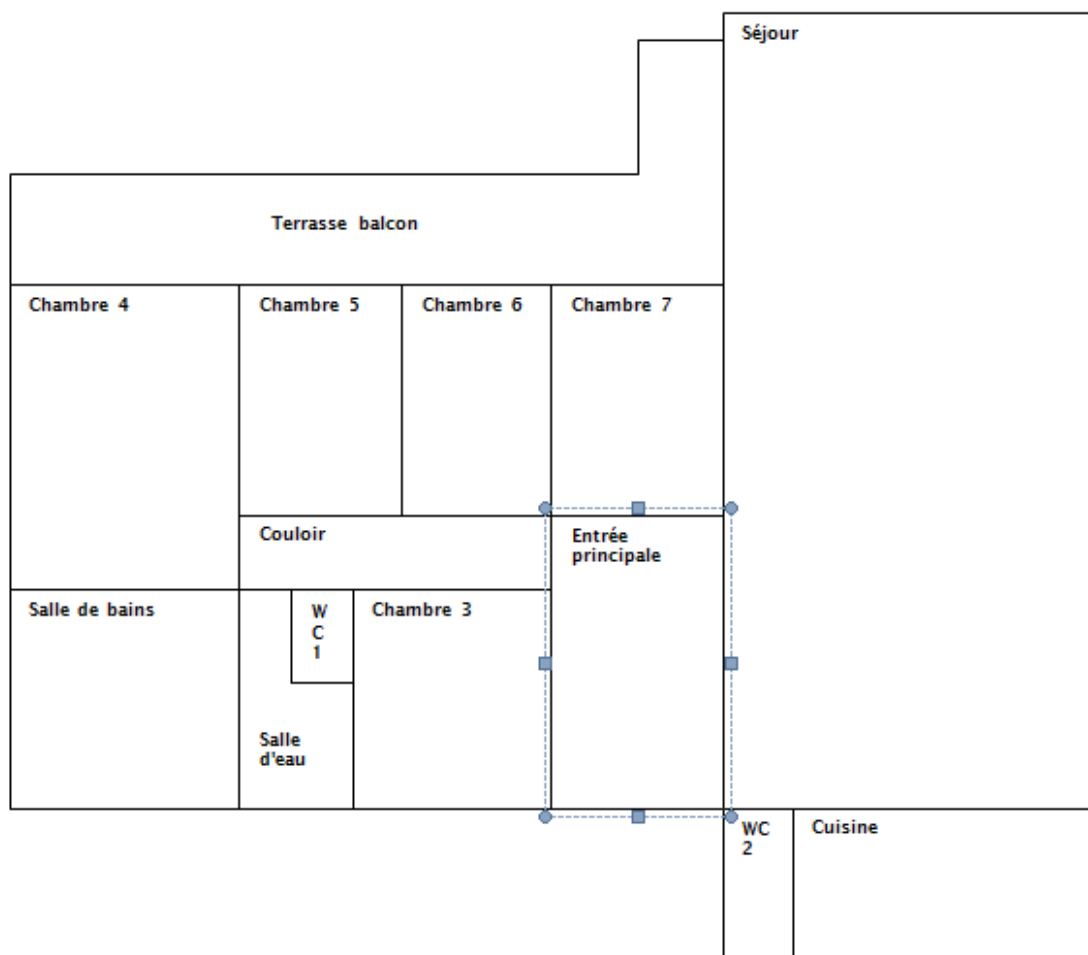 Séjour
Terrasse balcon
Chambre 4
Chambre 5
Chambre 6
Chambre 7
Couloir
Entrée
principale
Salle de bains
W
C
1
Chambre 3
Salle
d'eau
WC
2
Cuisine